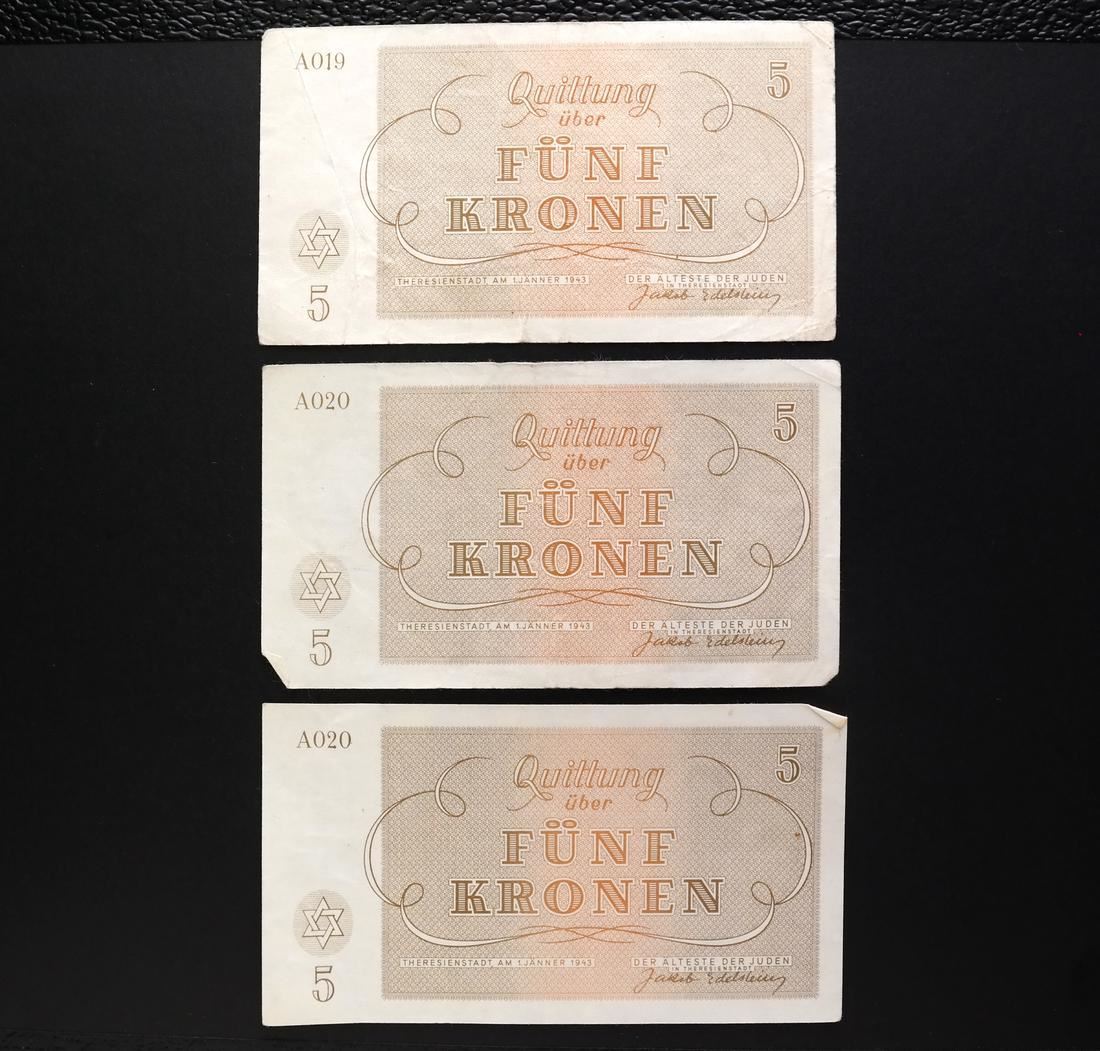 A019
5
Quittung
über
FÜNF
KRONEN
THERESIENSTADT AM 1.JÄNNER 1943
DER ÄLTESTE DER JUDEN
IN THERESIENSTADT
Jakob Edelstein
5
A020
5
Quittung
über
FÜNF
KRONEN
THERESIENSTADT AM 1.JÄNNER 1943
DER ÄLTESTE DER JUDEN
IN THERESIENSTADT
Jakob Edelstein
5
A020
5
Quittung
über
FÜNF
KRONEN
THERESIENSTADT AM 1.JÄNNER 1943
DER ÄLTESTE DER JUDEN
IN THERESIENSTADT
Jakob Edelstein
5